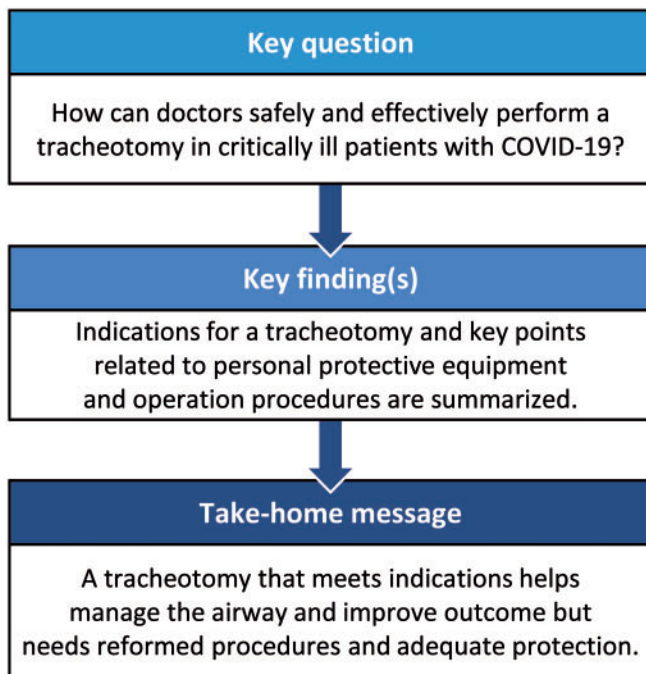 Key question
How can doctors safely and effectively perform a
tracheotomy in critically ill patients with COVID-19?
Key finding(s)
Indications for a tracheotomy and key points
related to personal protective equipment
and operation procedures are summarized.
Take-home message
A tracheotomy that meets indications helps
manage the airway and improve outcome but
needs reformed procedures and adequate protection.